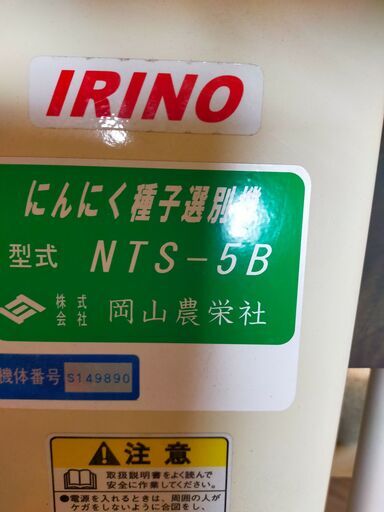 IRINO
にんにく種子選別機
型式 NTS-5B
株式会社 岡山農栄社
機体番号 S149890
注意
取扱説明書をよく読んで
安全に作業してください。
●電源を入れるときは、周囲の人が
ケガをしないように合図をし、